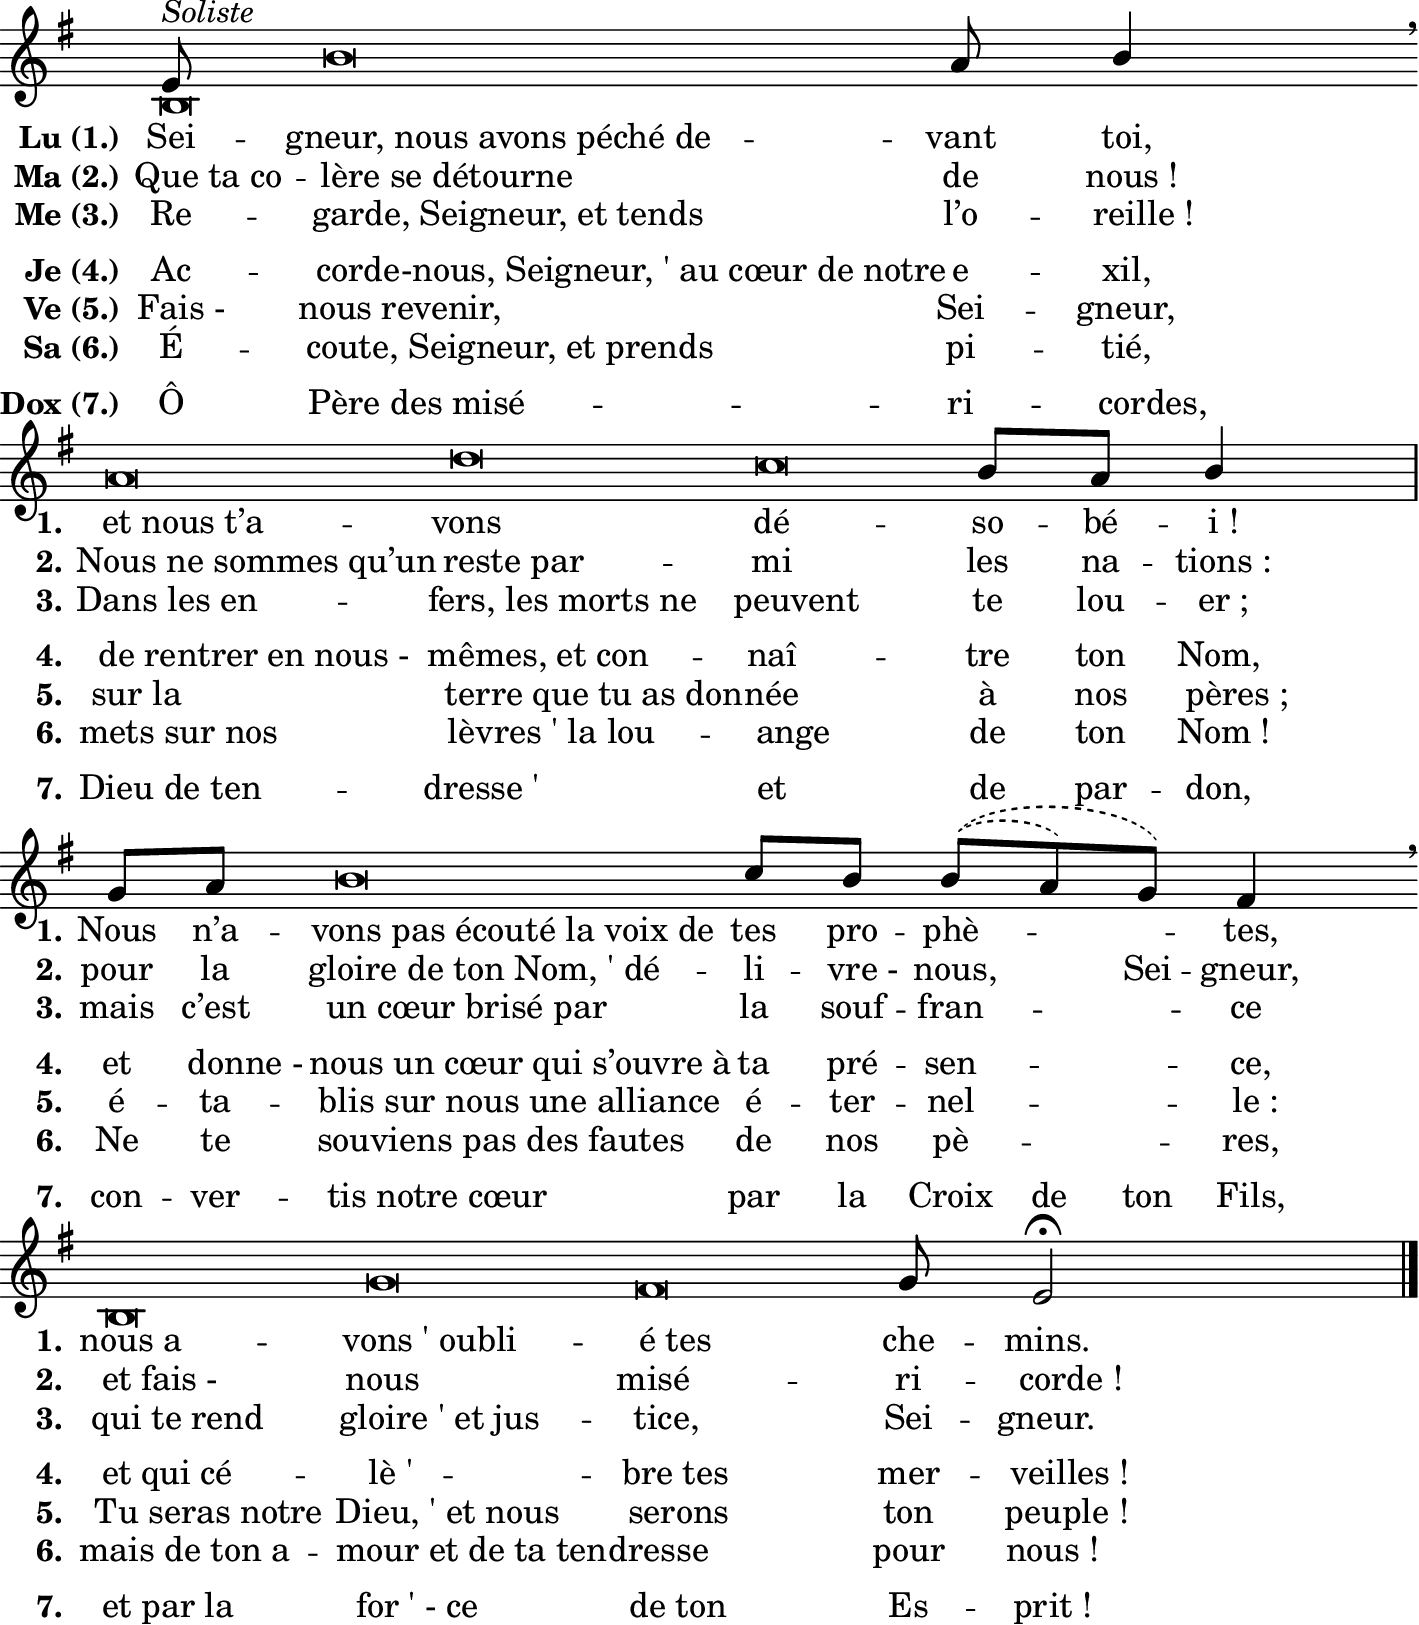 Soliste
Lu (1.) Sei -- gneur, nous avons péché de -- vant toi,
Ma (2.) Que ta co -- lère se détourne de nous !
Me (3.) Re -- garde, Seigneur, et tends l’o -- reille !
Je (4.) Ac -- corde-nous, Seigneur, ' au cœur de notre e -- xil,
Ve (5.) Fais - nous revenir, Sei -- gneur,
Sa (6.) É -- coute, Seigneur, et prends pi -- tié,
Dox (7.) Ô Père des misé -- ri -- cordes,
1. et nous t’a -- vons dé -- so -- bé -- i !
2. Nous ne sommes qu’un reste par -- mi les na -- tions :
3. Dans les en -- fers, les morts ne peuvent te lou -- er ;
4. de rentrer en nous - mêmes, et con -- naî -- tre ton Nom,
5. sur la terre que tu as donnée à nos pères ;
6. mets sur nos lèvres ' la lou -- ange de ton Nom !
7. Dieu de ten -- dresse ' et de par -- don,
1. Nous n’a -- vons pas écouté la voix de tes pro -- phè -- tes,
2. pour la gloire de ton Nom, ' dé -- li -- vre - nous, Sei -- gneur,
3. mais c’est un cœur brisé par la souf -- fran -- ce
4. et donne - nous un cœur qui s’ouvre à ta pré -- sen -- ce,
5. é -- ta -- blis sur nous une alliance é -- ter -- nel -- le :
6. Ne te souviens pas des fautes de nos pè -- res,
7. con -- ver -- tis notre cœur par la Croix de ton Fils,
1. nous a -- vons ' oubli -- é tes che -- mins.
2. et fais - nous misé -- ri -- corde !
3. qui te rend gloire ' et jus -- tice, Sei -- gneur.
4. et qui cé -- lè ' -- bre tes mer -- veilles !
5. Tu seras notre Dieu, ' et nous serons ton peuple !
6. mais de ton a -- mour et de ta tendresse pour nous !
7. et par la for ' - ce de ton Es -- prit !